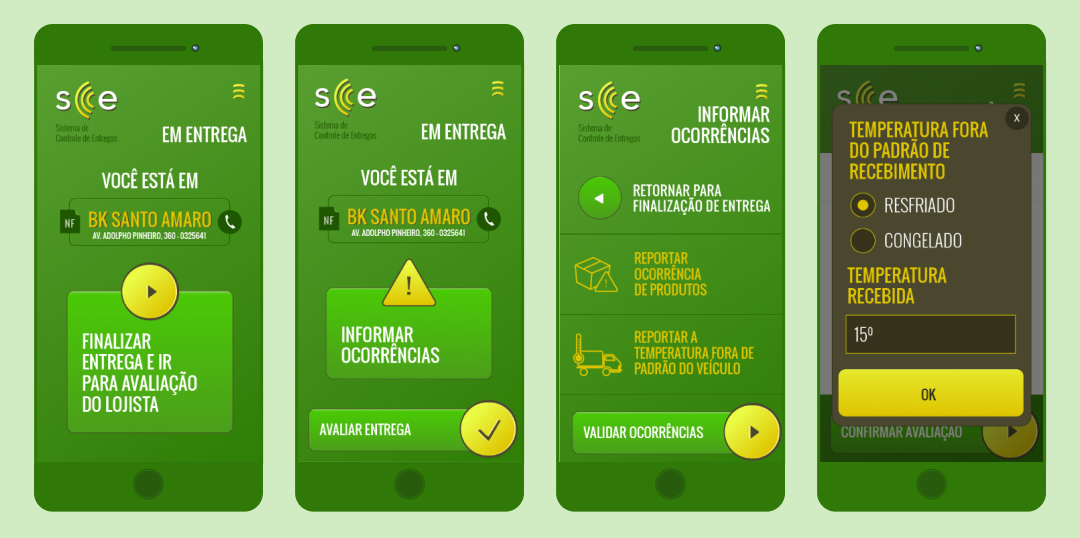 sccce
Sistema de
Controle de Entregas
EM ENTREGA
VOCÊ ESTÁ EM
NF
BK SANTO AMARO
AV. ADOLPHO PINHEIRO, 360 - 0325641
FINALIZAR
ENTREGA E IR
PARA AVALIAÇÃO
DO LOJISTA
sccce
Sistema de
Controle de Entregas
EM ENTREGA
VOCÊ ESTÁ EM
NF
BK SANTO AMARO
AV. ADOLPHO PINHEIRO, 360 - 0325641
!
INFORMAR
OCORRÊNCIAS
AVALIAR ENTREGA
sccce
Sistema de
Controle de Entregas
INFORMAR
OCORRÊNCIAS
RETORNAR PARA
FINALIZAÇÃO DE ENTREGA
REPORTAR
OCORRÊNCIA
DE PRODUTOS
REPORTAR A
TEMPERATURA FORA DE
PADRÃO DO VEÍCULO
VALIDAR OCORRÊNCIAS
sccce
X
TEMPERATURA FORA
DO PADRÃO DE
RECEBIMENTO
RESFRIADO
CONGELADO
TEMPERATURA
RECEBIDA
15º
OK
CONFIRMAR AVALIAÇÃO